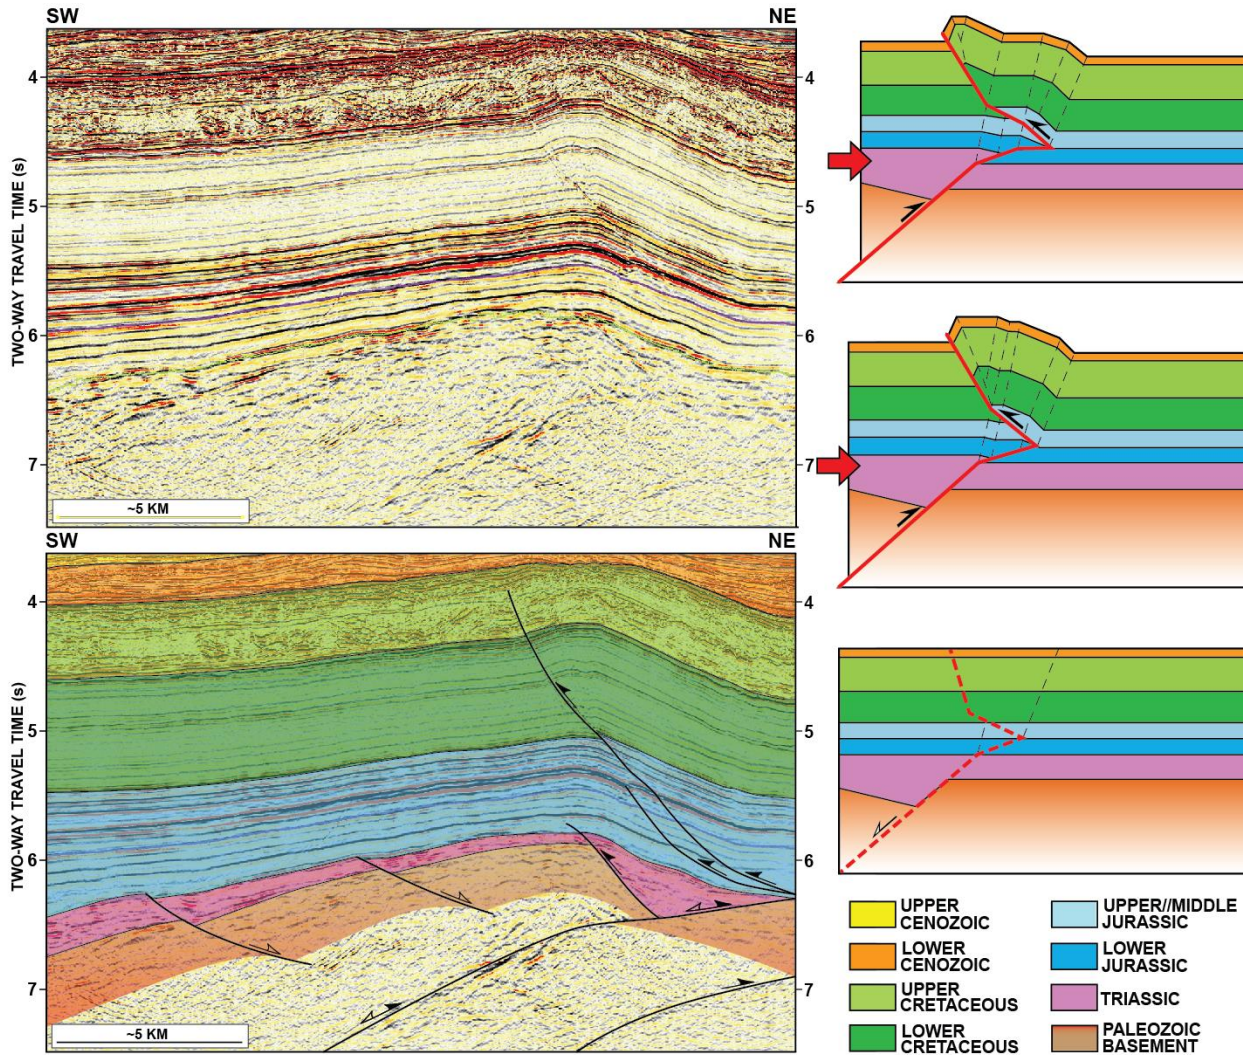 SW
NE
4
5
6
7
TWO-WAY TRAVEL TIME (s)
4
5
6
7
~5 KM
SW
NE
4
5
6
7
TWO-WAY TRAVEL TIME (s)
4
5
6
7
~5 KM
UPPER
CENOZOIC
LOWER
CENOZOIC
UPPER
CRETACEOUS
LOWER
CRETACEOUS
UPPER//MIDDLE
JURASSIC
LOWER
JURASSIC
TRIASSIC
PALEOZOIC
BASEMENT